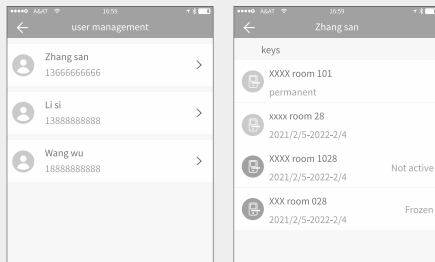 A&AT 16:59
user management
Zhang san
13666666666
Li si
13888888888
Wang wu
18888888888
A&AT 16:59
Zhang san
keys
XXXX room 101
permanent
xxxx room 28
2021/2/5-2022-2/4
XXXX room 1028
2021/2/5-2022-2/4
Not active
XXX room 028
2021/2/5-2022-2/4
Frozen